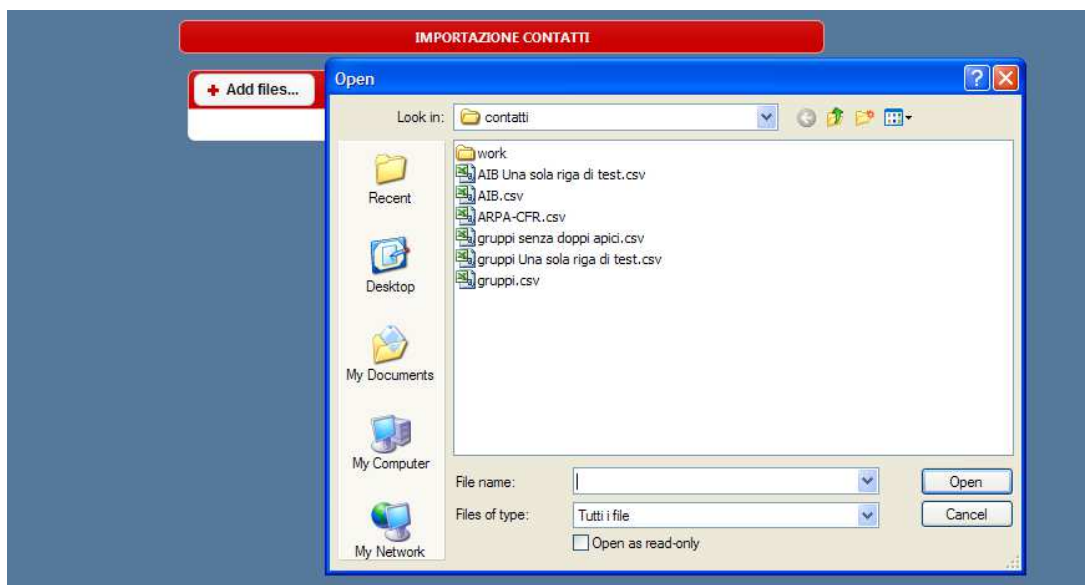 IMPORTAZIONE CONTATTI
Add files...
Open
Look in:
contatti
work
AIB Una sola riga di test.csv
AIB.csv
ARPA-CFR.csv
gruppi senza doppi apici.csv
gruppi Una sola riga di test.csv
gruppi.csv
Recent
Desktop
My Documents
My Computer
My Network
File name:
Open
Files of type:
Tutti i file
Cancel
Open as read-only